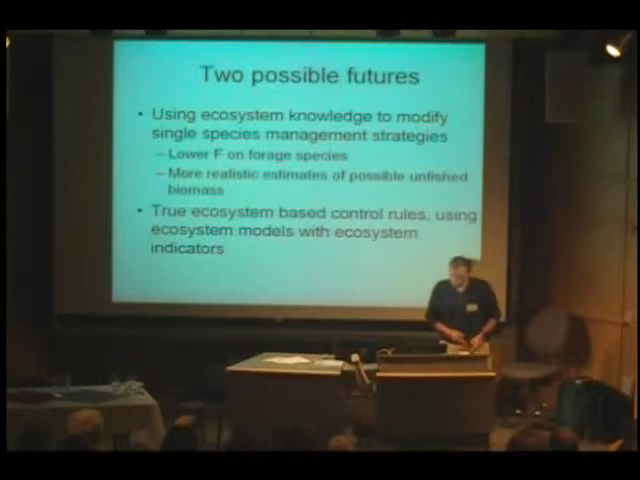 Two possible futures
• Using ecosystem knowledge to modify
single species management strategies
– Lower F on forage species
– More realistic estimates of possible unfished
biomass
• True ecosystem based control rules, using
ecosystem models with ecosystem
indicators